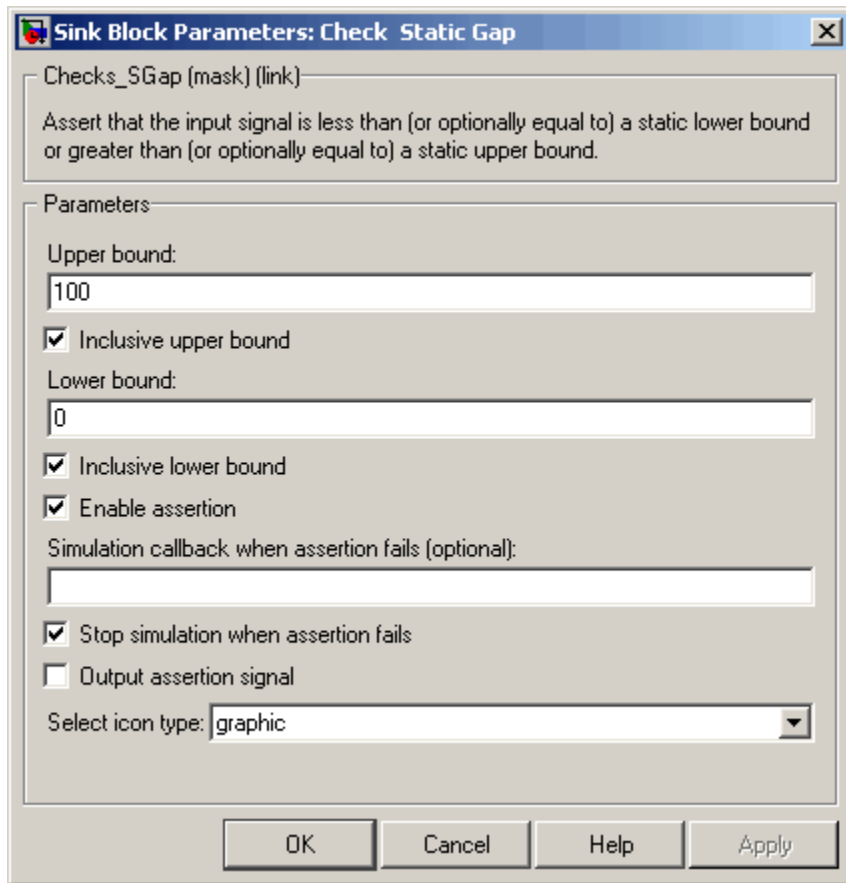 Sink Block Parameters: Check Static Gap
Checks_SGap (mask) (link)
Assert that the input signal is less than (or optionally equal to) a static lower bound
or greater than (or optionally equal to) a static upper bound.
Parameters
Upper bound:
100
Inclusive upper bound
Lower bound:
0
Inclusive lower bound
Enable assertion
Simulation callback when assertion fails (optional):
Stop simulation when assertion fails
Output assertion signal
Select icon type: graphic
OK Cancel Help Apply